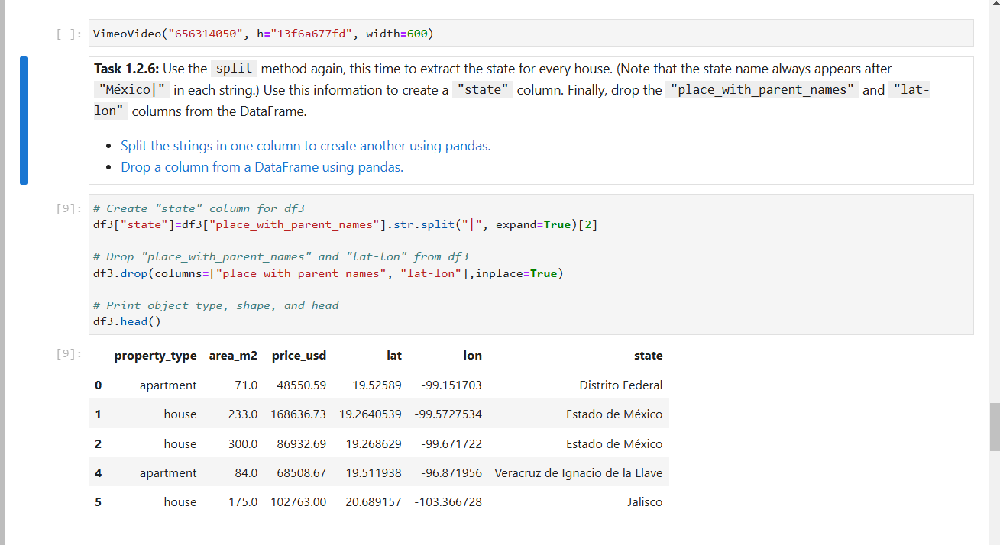 [ ]: VimeoVideo("656314050", h="13f6a677fd", width=600)
Task 1.2.6: Use the split method again, this time to extract the state for every house. (Note that the state name always appears after
"México|" in each string.) Use this information to create a "state" column. Finally, drop the "place_with_parent_names" and "lat-
lon" columns from the DataFrame.
• Split the strings in one column to create another using pandas.
• Drop a column from a DataFrame using pandas.
[9]: # Create "state" column for df3
df3["state"]=df3["place_with_parent_names"].str.split("|", expand=True)[2]
# Drop "place_with_parent_names" and "lat-lon" from df3
df3.drop(columns=["place_with_parent_names", "lat-lon"],inplace=True)
# Print object type, shape, and head
df3.head()
[9]: property_type area_m2 price_usd lat lon state
0 apartment 71.0 48550.59 19.52589 -99.151703 Distrito Federal
1 house 233.0 168636.73 19.2640539 -99.5727534 Estado de México
2 house 300.0 86932.69 19.268629 -99.671722 Estado de México
4 apartment 84.0 68508.67 19.511938 -96.871956 Veracruz de Ignacio de la Llave
5 house 175.0 102763.00 20.689157 -103.366728 Jalisco